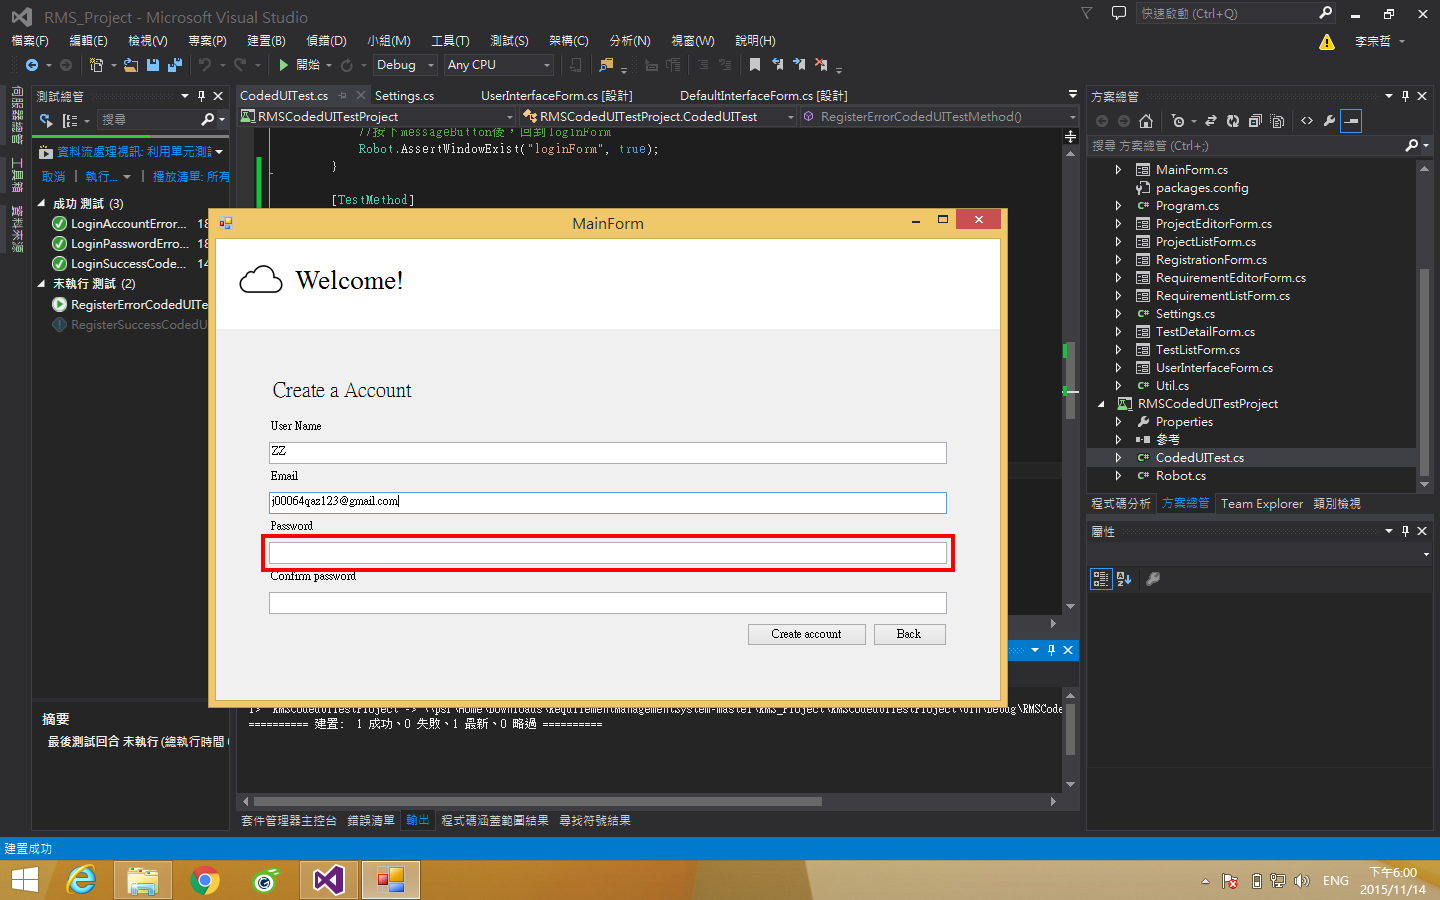 RMS_Project - Microsoft Visual Studio
快速啟動 (Ctrl+Q)
檔案(F) 編輯(E) 檢視(V) 專案(P) 建置(B) 偵錯(D) 小組(M) 工具(T) 測試(S) 架構(C) 分析(N) 視窗(W) 說明(H)
李宗哲
開始 Debug Any CPU
伺服器總管
工具箱
資料來源
測試總管
搜尋
資料流處理視訊: 利用單元測試
取消 執行... 播放清單: 所有
成功 測試 (3)
LoginAccountError... 18
LoginPasswordErro... 18
LoginSuccessCode... 14
未執行 測試 (2)
RegisterErrorCodedUITe
RegisterSuccessCodedU
摘要
最後測試回合 未執行 (總執行時間
CodedUITest.cs Settings.cs UserInterfaceForm.cs [設計] DefaultInterfaceForm.cs [設計]
RMSCodedUITestProject RMSCodedUITestProject.CodedUITest RegisterErrorCodedUITestMethod()
//按下messageButton後，回到loginForm
Robot.AssertWindowExist("loginForm", true);
}
[TestMethod]
MainForm
Welcome!
Create a Account
User Name
ZZ
Email
j00064qaz123@gmail.com
Password
Confirm password
Create account Back
1> RMSCodedUITestProject -> \\psf\Home\Downloads\RequirementManagementSystem-master\RMS_Project\RMSCodedUITestProject\bin\Debug\RMSCode
========== 建置: 1 成功、0 失敗、1 最新、0 略過 ==========
套件管理器主控台 錯誤清單 輸出 程式碼涵蓋範圍結果 尋找符號結果
方案總管
搜尋 方案總管 (Ctrl+;)
MainForm.cs
packages.config
Program.cs
ProjectEditorForm.cs
ProjectListForm.cs
RegistrationForm.cs
RequirementEditorForm.cs
RequirementListForm.cs
Settings.cs
TestDetailForm.cs
TestListForm.cs
UserInterfaceForm.cs
Util.cs
RMSCodedUITestProject
Properties
參考
CodedUITest.cs
Robot.cs
程式碼分析 方案總管 Team Explorer 類別檢視
屬性
建置成功
ENG
下午6:00
2015/11/14